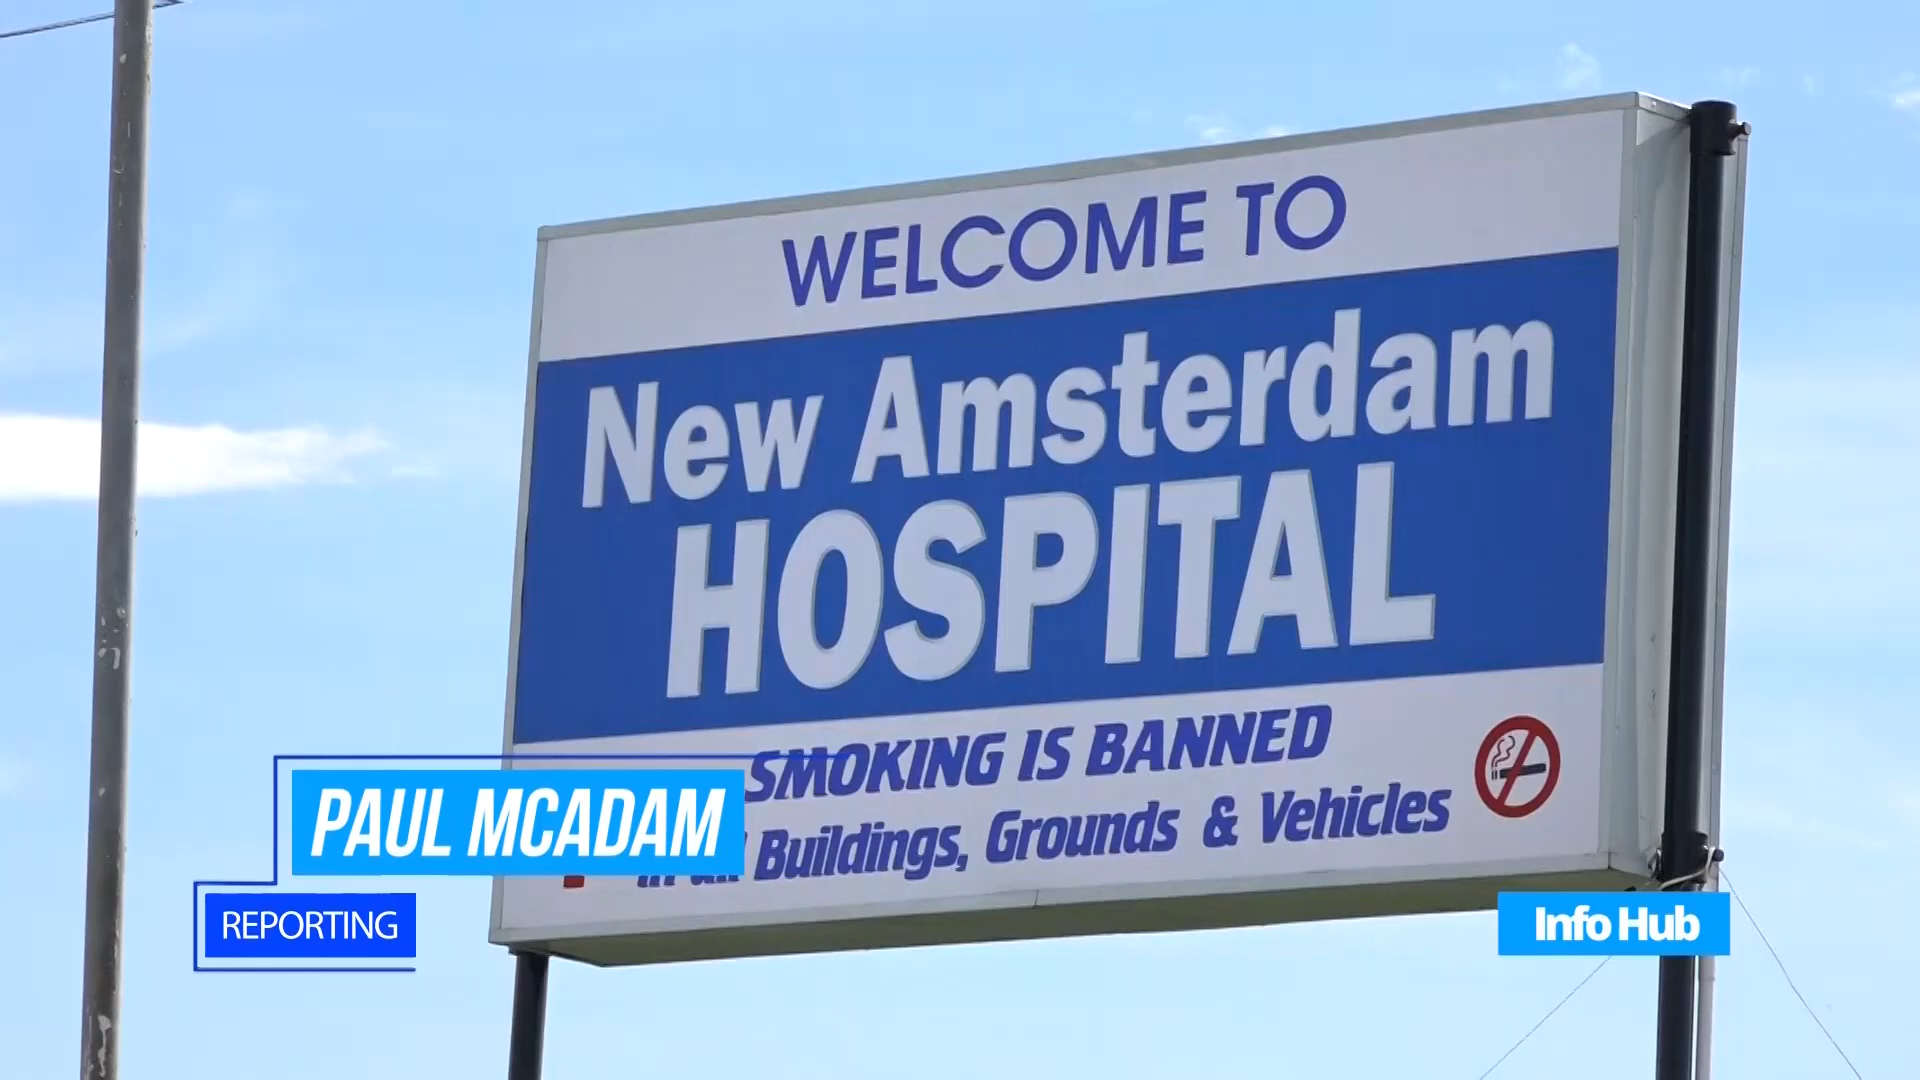 WELCOME TO
New Amsterdam
HOSPITAL
SMOKING IS BANNED
Buildings, Grounds & Vehicles
PAUL MCADAM
REPORTING
Info Hub